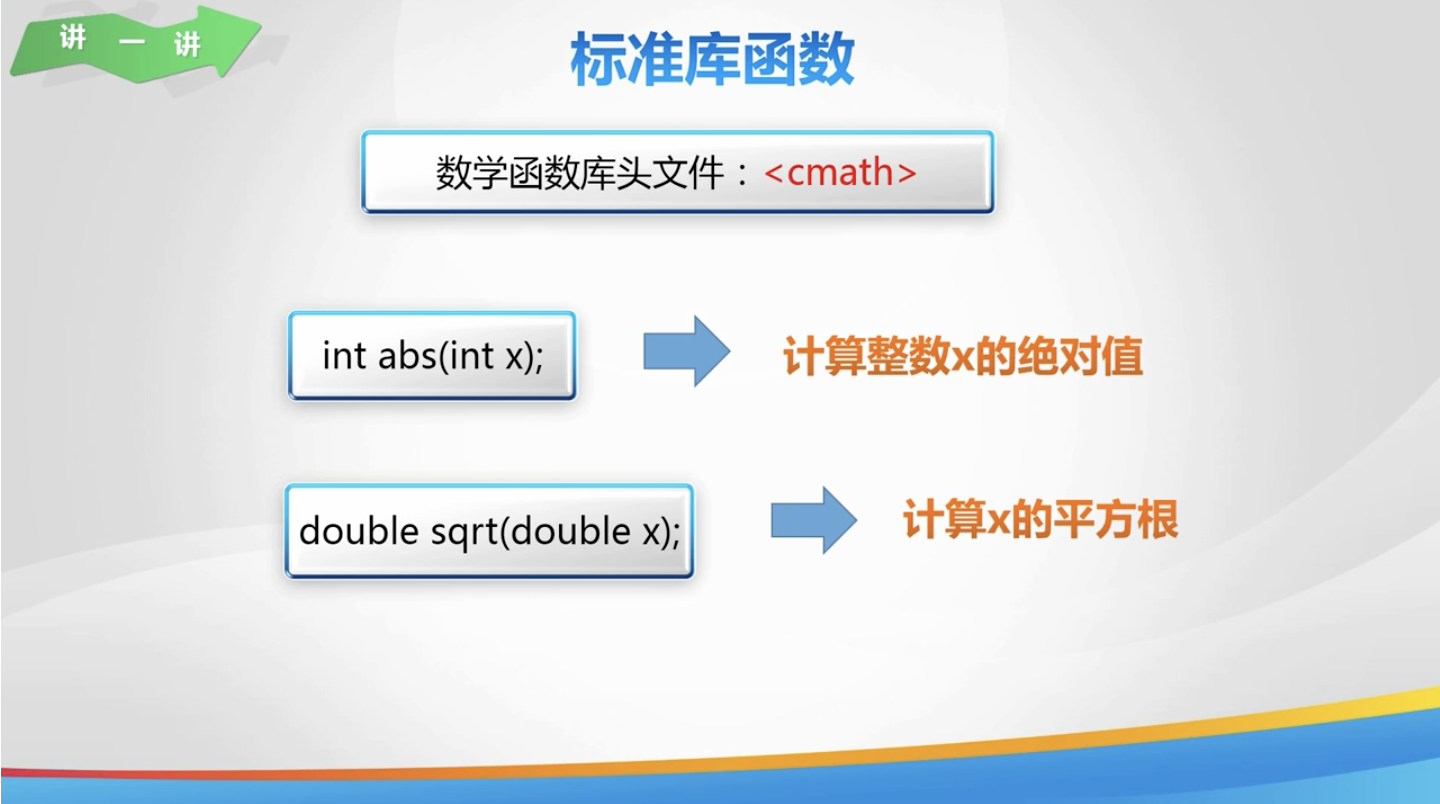 讲一讲
标准库函数
数学函数库头文件：<cmath>
int abs(int x);
计算整数x的绝对值
double sqrt(double x);
计算x的平方根